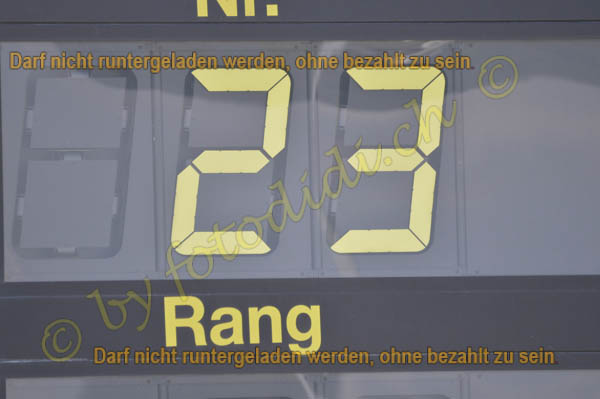 Nr.
Darf nicht runtergeladen werden, ohne bezahlt zu sein.
23
© by fotodidi.ch ©
Rang
Darf nicht runtergeladen werden, ohne bezahlt zu sein.